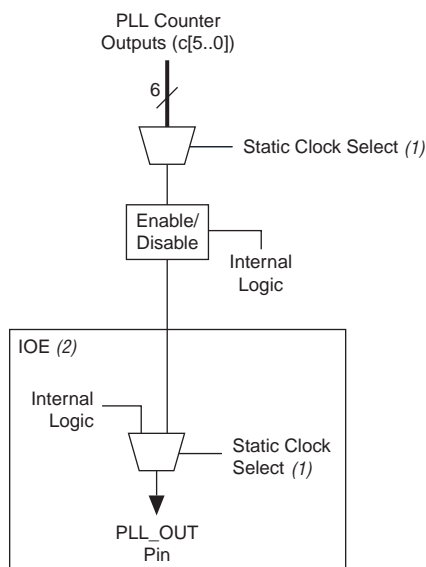 PLL Counter
Outputs (c[5..0])
6
Static Clock Select (1)
Enable/
Disable
Internal
Logic
IOE (2)
Internal
Logic
Static Clock
Select (1)
PLL_OUT
Pin